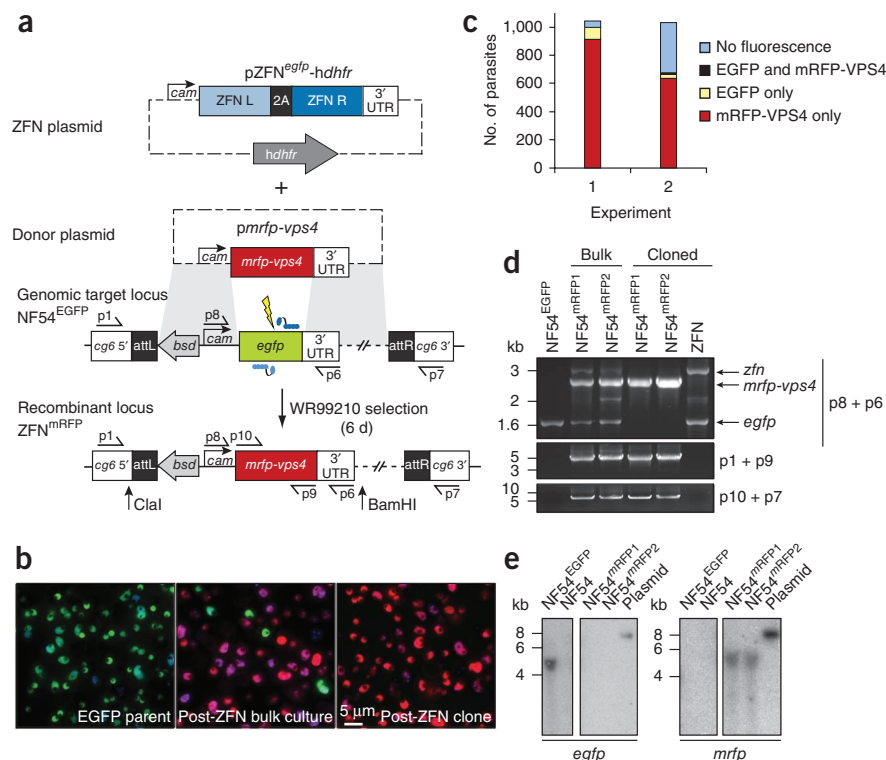 a
pZFN^egfp-hdhfr
cam
ZFN L
2A
ZFN R
3′ UTR
ZFN plasmid
hdhfr
+
Donor plasmid
pmrfp-vps4
cam
mrfp-vps4
3′ UTR
Genomic target locus
NF54^EGFP
p1
p8
cg6 5′
attL
bsd
cam
egfp
3′ UTR
attR
cg6 3′
p6
p7
WR99210 selection
(6 d)
Recombinant locus
ZFN^mRFP
p1
p8
p10
cg6 5′
attL
bsd
cam
mrfp-vps4
3′ UTR
attR
cg6 3′
p9
p6
p7
ClaI
BamHI
b
EGFP parent
Post-ZFN bulk culture
5 µm
Post-ZFN clone
c
No. of parasites
1,000
800
600
400
200
0
1
2
Experiment
No fluorescence
EGFP and mRFP-VPS4
EGFP only
mRFP-VPS4 only
d
Bulk
Cloned
NF54^EGFP
NF54^mRFP1
NF54^mRFP2
NF54^mRFP1
NF54^mRFP2
ZFN
kb
3
2
1.6
zfn
mrfp-vps4
egfp
p8 + p6
5
3
p1 + p9
10
5
p10 + p7
e
NF54^EGFP
NF54
NF54^mRFP1
NF54^mRFP2
Plasmid
kb
8
4
egfp
NF54^EGFP
NF54
NF54^mRFP1
NF54^mRFP2
Plasmid
kb
8
4
mrfp